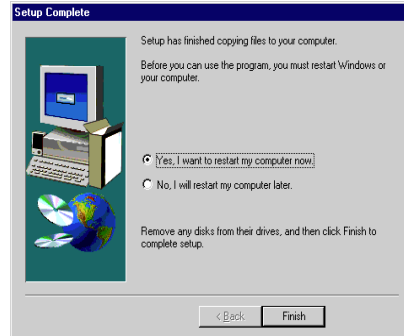 Setup Complete
Setup has finished copying files to your computer.
Before you can use the program, you must restart Windows or
your computer.
Yes, I want to restart my computer now.
No, I will restart my computer later.
Remove any disks from their drives, and then click Finish to
complete setup.
< Back
Finish